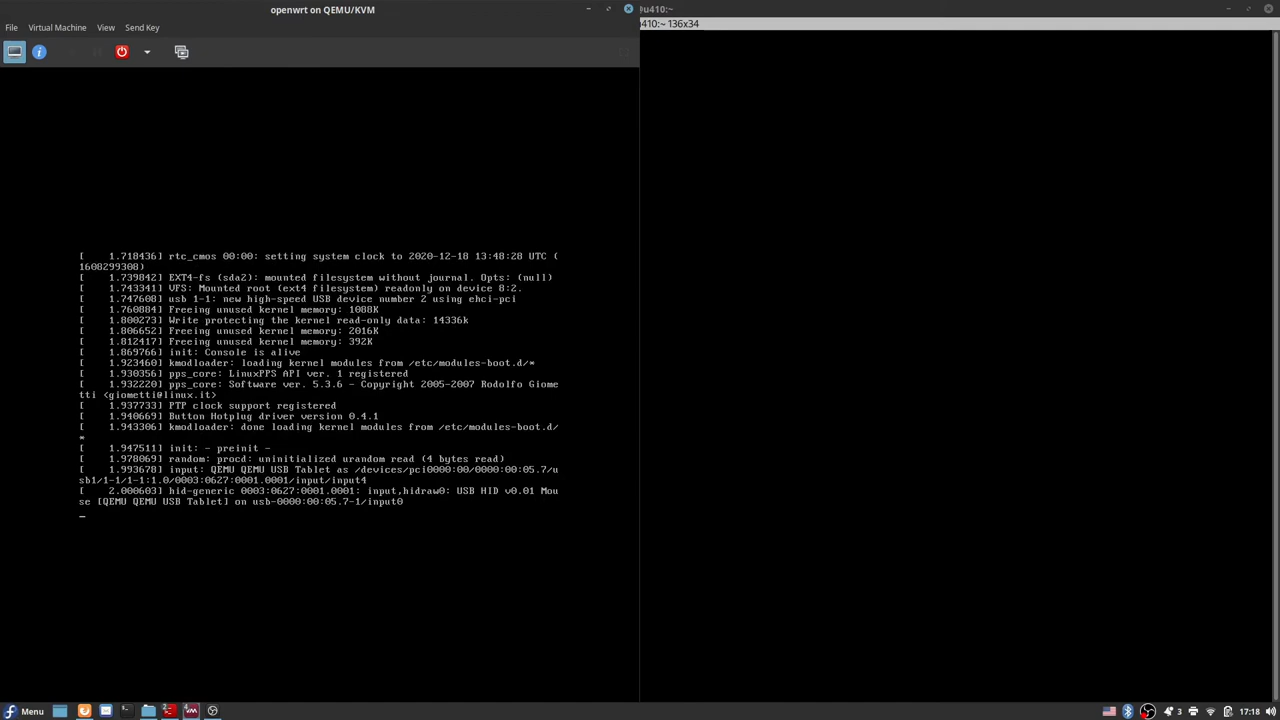 openwrt on QEMU/KVM
@u410:~
File Virtual Machine View Send Key
u410:~ 136x34
[    1.718436] rtc_cmos 00:00: setting system clock to 2020-12-18 13:48:28 UTC (
1608299308)
[    1.739842] EXT4-fs (sda2): mounted filesystem without journal. Opts: (null)
[    1.743341] VFS: Mounted root (ext4 filesystem) readonly on device 8:2.
[    1.747608] usb 1-1: new high-speed USB device number 2 using ehci-pci
[    1.760884] Freeing unused kernel memory: 1088K
[    1.800273] Write protecting the kernel read-only data: 14336k
[    1.806652] Freeing unused kernel memory: 2016K
[    1.812417] Freeing unused kernel memory: 392K
[    1.869766] init: Console is alive
[    1.923460] kmodloader: loading kernel modules from /etc/modules-boot.d/*
[    1.930356] pps_core: LinuxPPS API ver. 1 registered
[    1.932220] pps_core: Software ver. 5.3.6 - Copyright 2005-2007 Rodolfo Giome
tti <giometti@linux.it>
[    1.937733] PTP clock support registered
[    1.940669] Button Hotplug driver version 0.4.1
[    1.943306] kmodloader: done loading kernel modules from /etc/modules-boot.d/
*
[    1.947511] init: - preinit -
[    1.978069] random: procd: uninitialized urandom read (4 bytes read)
[    1.993678] input: QEMU QEMU USB Tablet as /devices/pci0000:00/0000:00:05.7/u
sb1/1-1/1-1:1.0/0003:0627:0001.0001/input/input4
[    2.000603] hid-generic 0003:0627:0001.0001: input,hidraw0: USB HID v0.01 Mou
se [QEMU QEMU USB Tablet] on usb-0000:00:05.7-1/input0
_
Menu 3 17:18